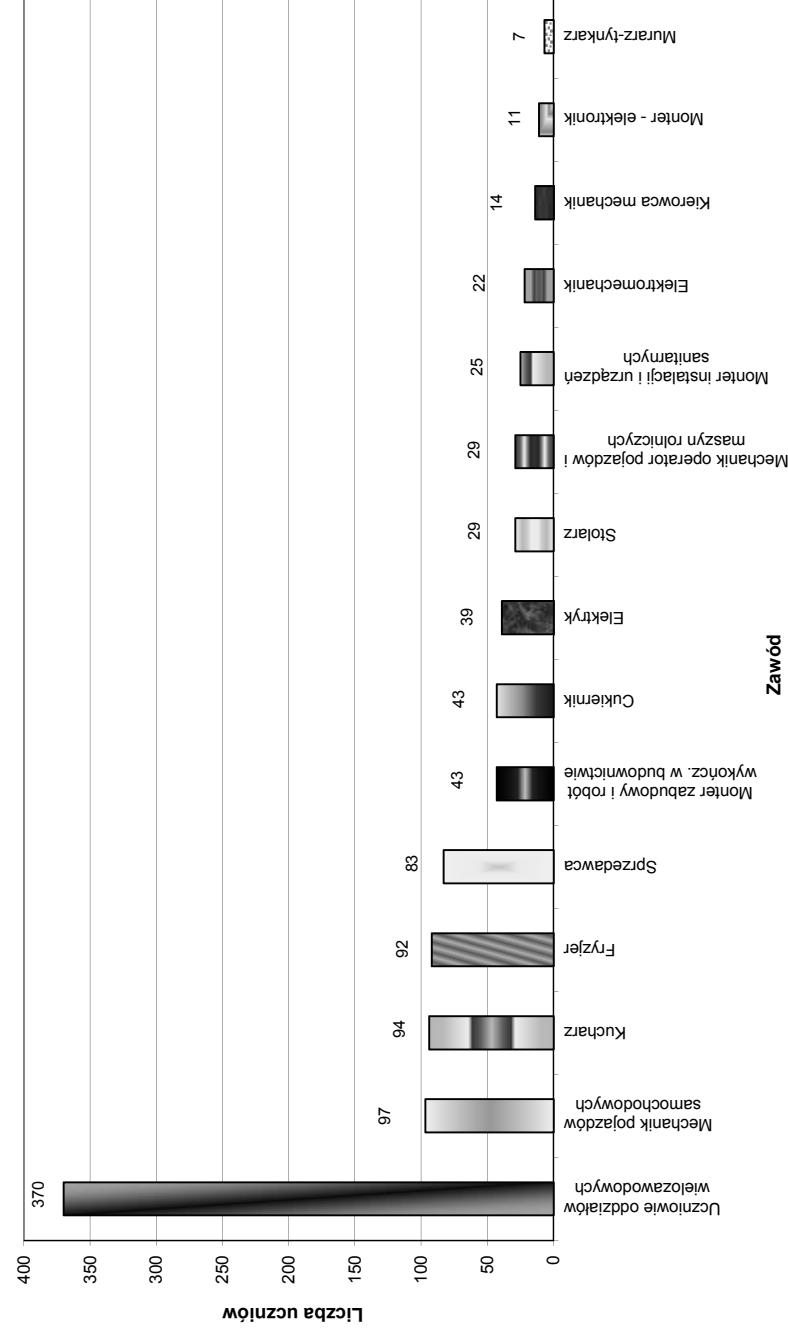 Liczba uczniów
400
350
300
250
200
150
100
50
0
370
97
94
92
83
43
43
39
29
29
25
22
14
11
7
Uczniowie oddziałów
wielozawodowych
Mechanik pojazdów
samochodowych
Kucharz
Fryzjer
Sprzedawca
Monter zabudowy i robót
wykończ. w budownictwie
Cukiernik
Elektryk
Stolarz
Mechanik operator pojazdów i
maszyn rolniczych
Monter instalacji i urządzeń
sanitarnych
Elektromechanik
Kierowca mechanik
Monter - elektronik
Murarz-tynkarz
Zawód